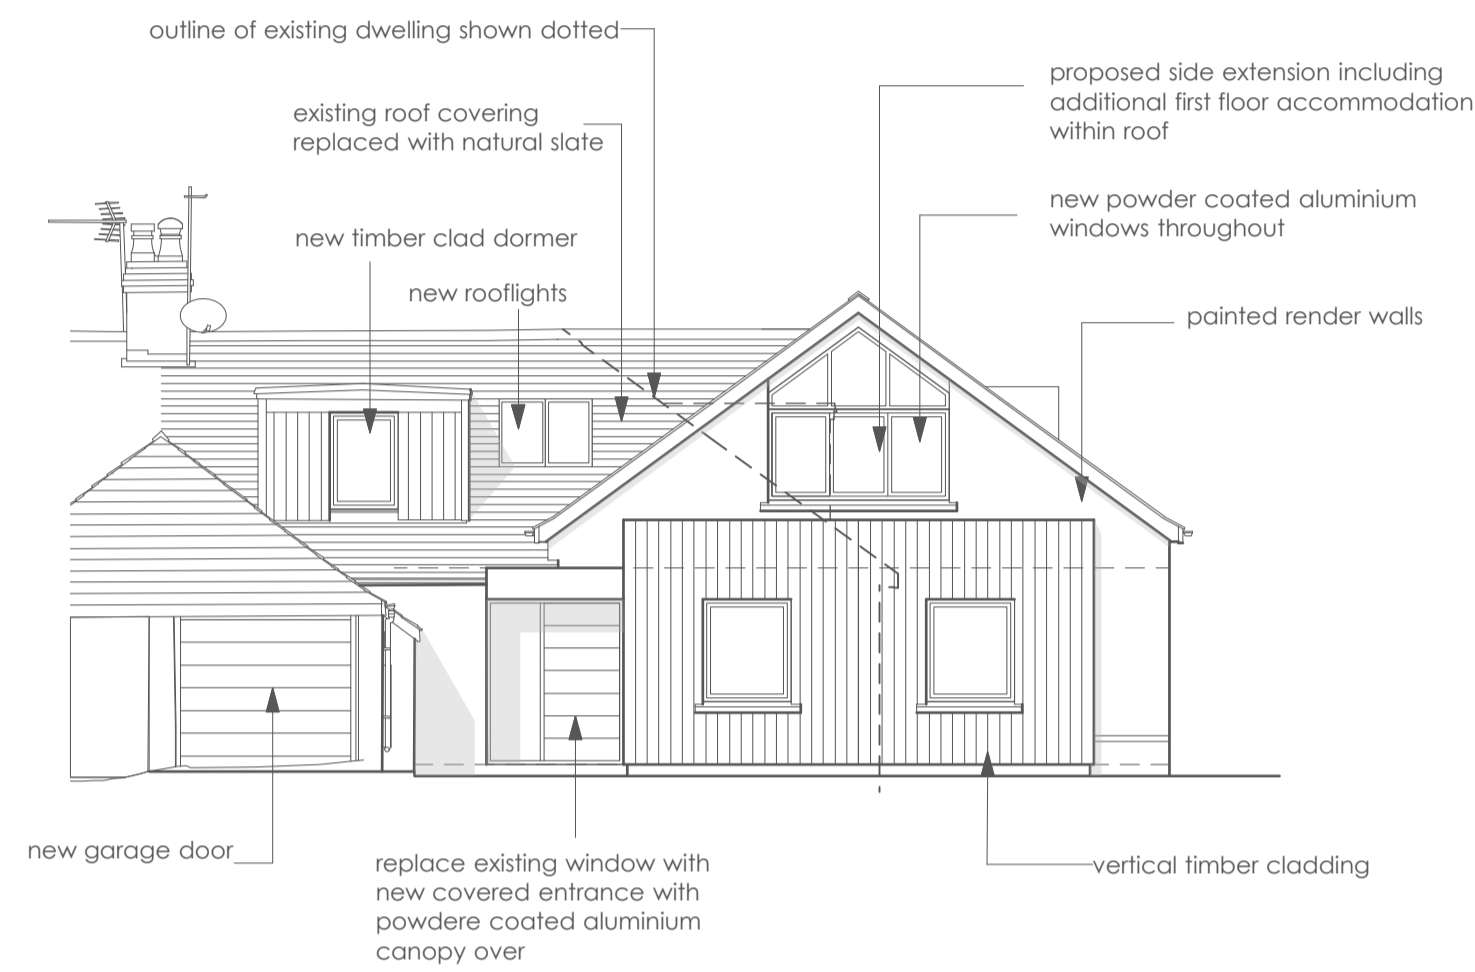 outline of existing dwelling shown dotted
existing roof covering
replaced with natural slate
new timber clad dormer
new rooflights
proposed side extension including
additional first floor accommodation
within roof
new powder coated aluminium
windows throughout
painted render walls
new garage door
replace existing window with
new covered entrance with
powdere coated aluminium
canopy over
vertical timber cladding